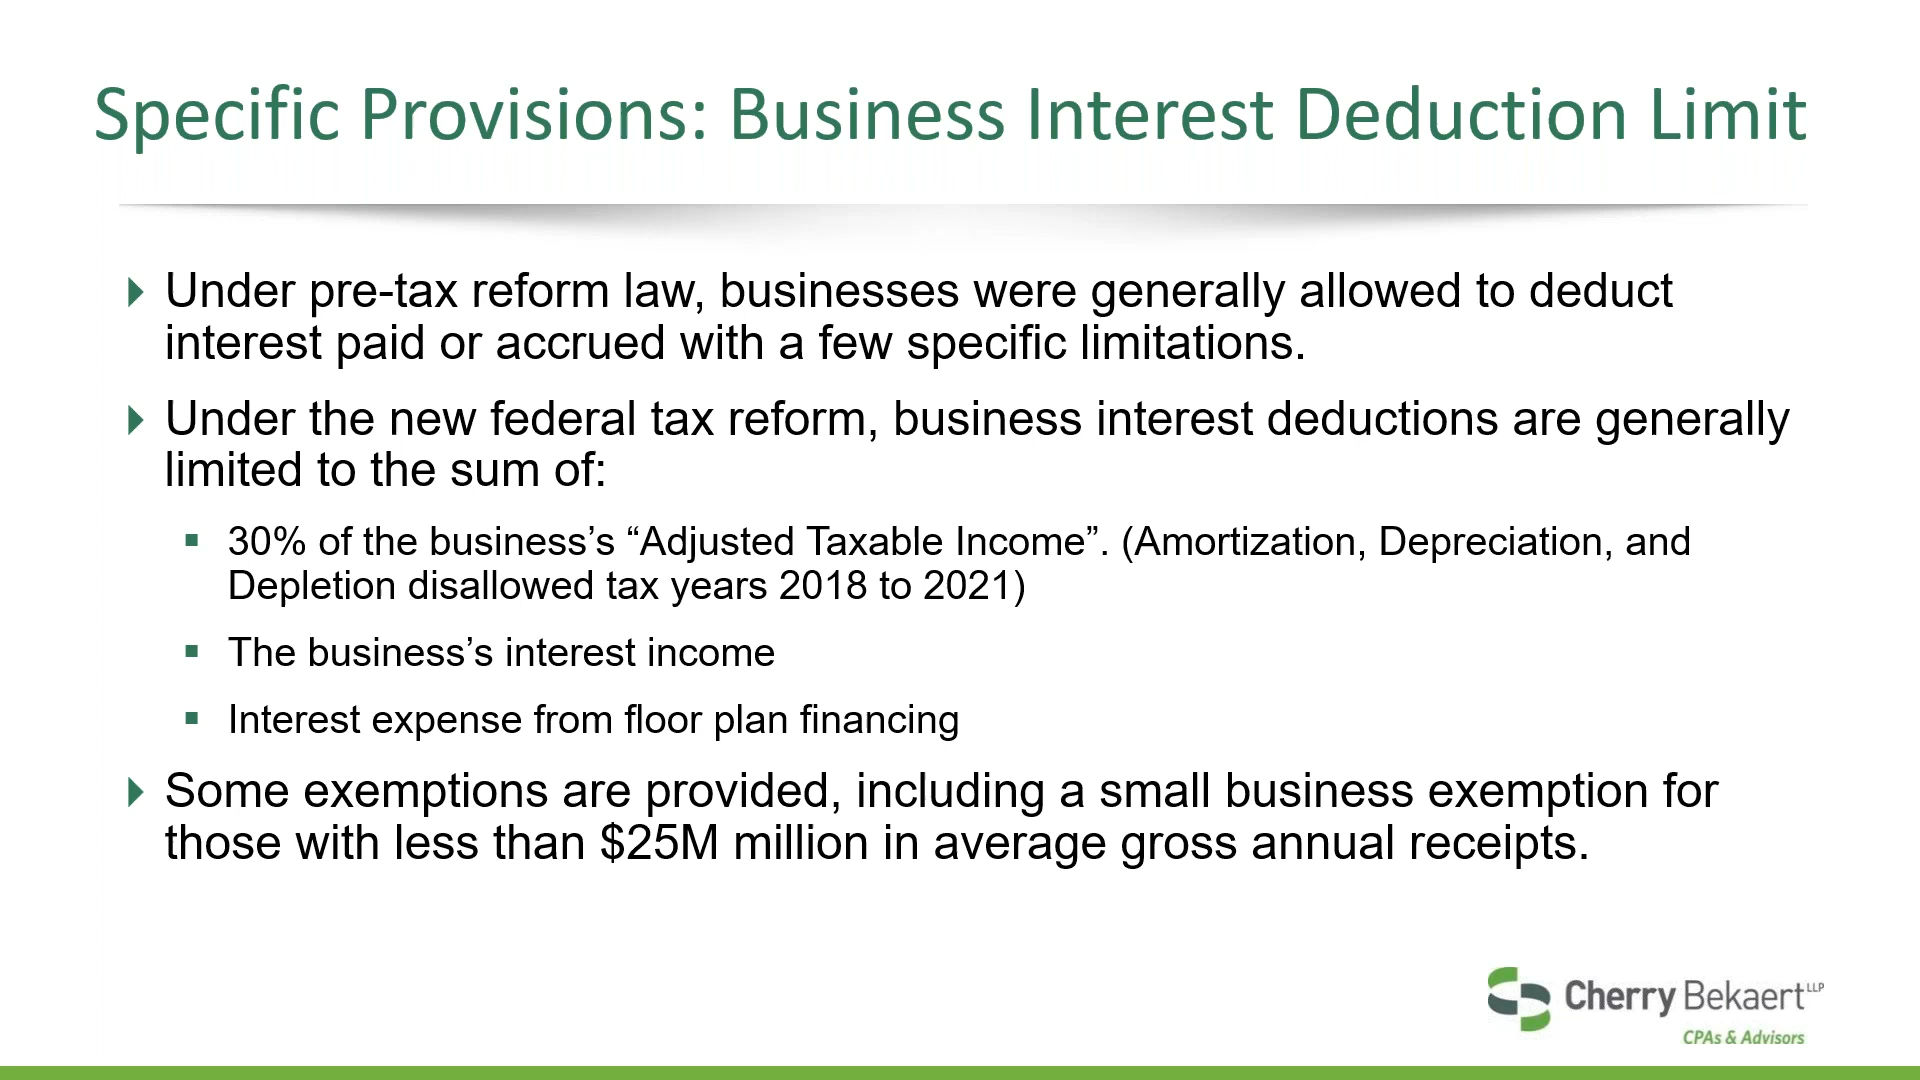 Specific Provisions: Business Interest Deduction Limit
Under pre-tax reform law, businesses were generally allowed to deduct
interest paid or accrued with a few specific limitations.
Under the new federal tax reform, business interest deductions are generally
limited to the sum of:
30% of the business’s “Adjusted Taxable Income”. (Amortization, Depreciation, and
Depletion disallowed tax years 2018 to 2021)
The business’s interest income
Interest expense from floor plan financing
Some exemptions are provided, including a small business exemption for
those with less than $25M million in average gross annual receipts.
Cherry Bekaert LLP
CPAs & Advisors